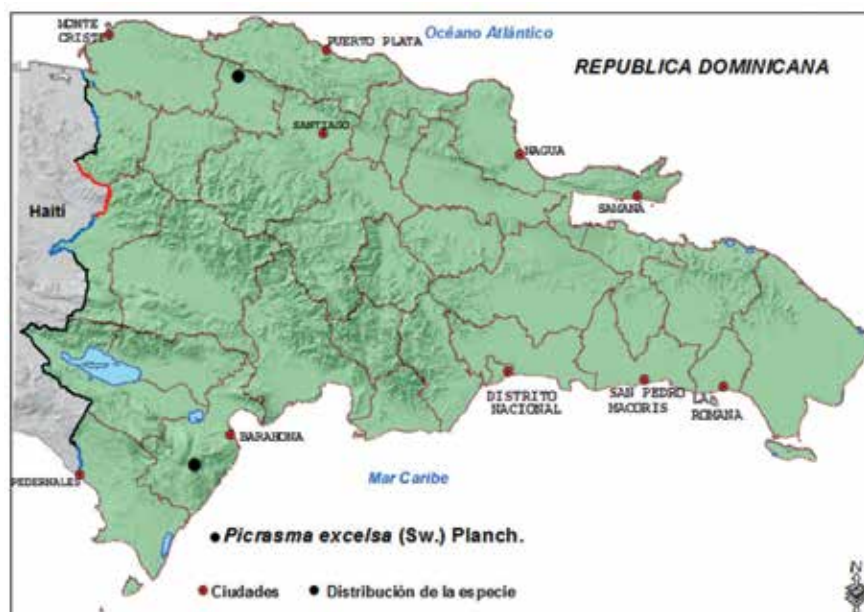 MONTE
CRISTI
PUERTO PLATA
Océano Atlántico
REPUBLICA DOMINICANA
SANTIAGO
NAGUA
SAMANA
Haití
DISTRITO
NACIONAL
SAN PEDRO
MACORIS
LA
ROMANA
BARAHONA
PEDERNALES
Mar Caribe
Picrasma excelsa (Sw.) Planch.
Ciudades
Distribución de la especie
N
S